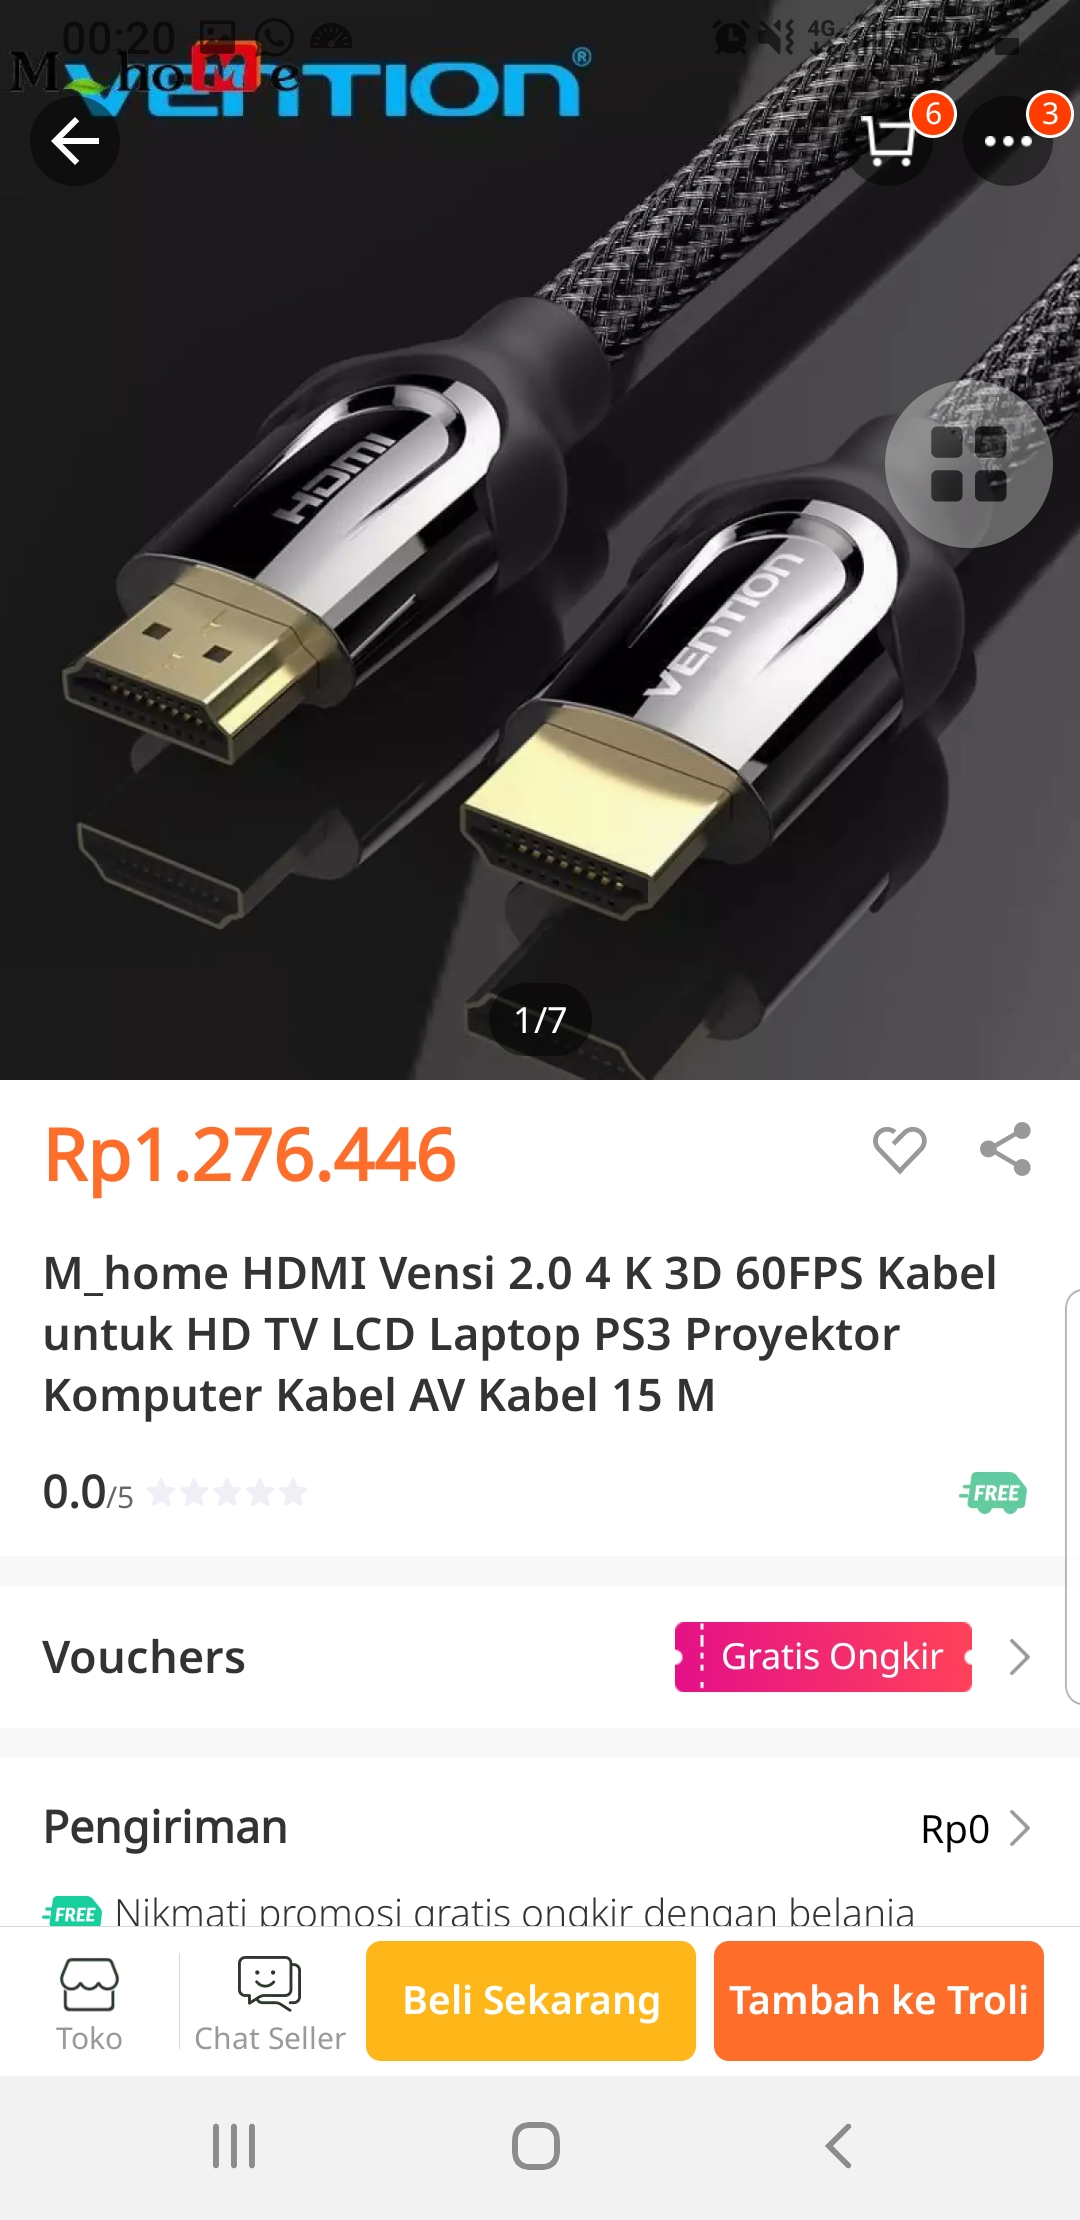 00:20
4G
M_hoMe
VENTION®
6
3
HDMI
VENTION
1/7
Rp1.276.446
M_home HDMI Vensi 2.0 4 K 3D 60FPS Kabel
untuk HD TV LCD Laptop PS3 Proyektor
Komputer Kabel AV Kabel 15 M
0.0/5
FREE
Vouchers
Gratis Ongkir
Pengiriman
Rp0
FREE Nikmati promosi gratis ongkir dengan belanja
Toko
Chat Seller
Beli Sekarang
Tambah ke Troli